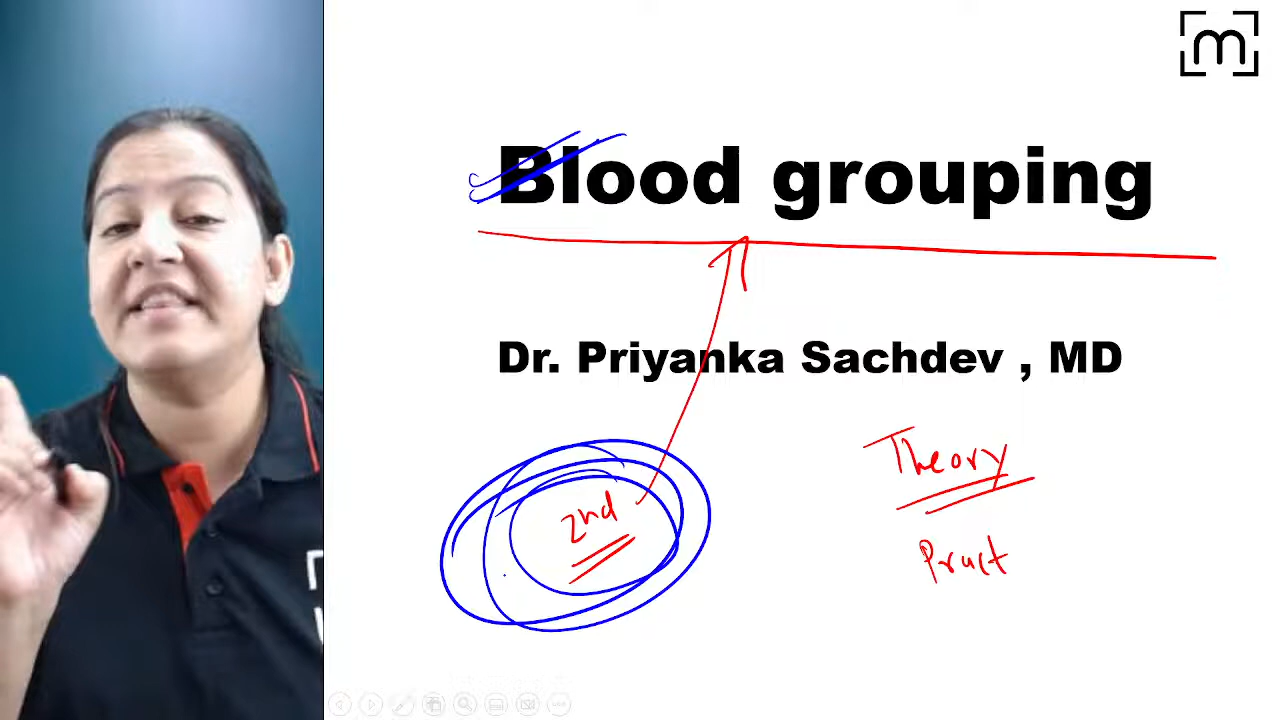 m
Blood grouping
Dr. Priyanka Sachdev , MD
Theory
2nd
Pract